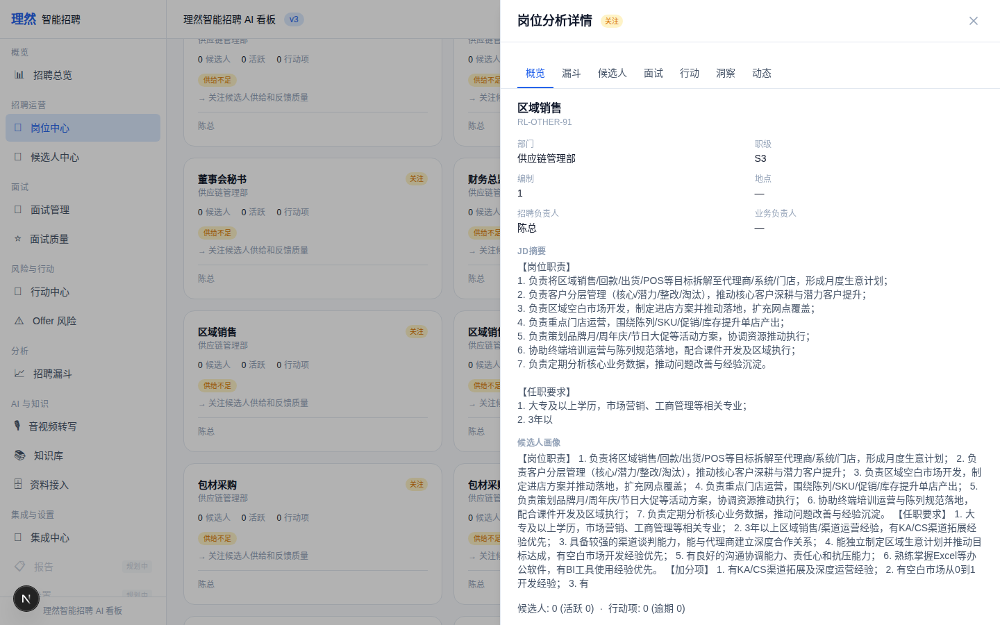 理然 智能招聘
概览
招聘总览
招聘运营
岗位中心
候选人中心
面试
面试管理
面试质量
风险与行动
行动中心
Offer 风险
分析
招聘漏斗
AI 与知识
音视频转写
知识库
资料接入
集成与设置
集成中心
报告 规划中
N
理然智能招聘 AI 看板
理然智能招聘 AI 看板 v3
供应链管理部
0 候选人 0 活跃 0 行动项
供给不足
→ 关注候选人供给和反馈质量
陈总
董事会秘书 关注
供应链管理部
0 候选人 0 活跃 0 行动项
供给不足
→ 关注候选人供给和反馈质量
陈总
区域销售 关注
供应链管理部
0 候选人 0 活跃 0 行动项
供给不足
→ 关注候选人供给和反馈质量
陈总
包材采购 关注
供应链管理部
0 候选人 0 活跃 0 行动项
供给不足
→ 关注候选人供给和反馈质量
陈总
供应链管
0 候选人
供给不
→ 关注候
陈总
财务总
供应链管
0 候选人
供给不
→ 关注候
陈总
区域销
供应链管
0 候选人
供给不
→ 关注候
陈总
包材采
供应链管
0 候选人
供给不
→ 关注候
陈总
岗位分析详情 关注
概览 漏斗 候选人 面试 行动 洞察 动态
区域销售
RL-OTHER-91
部门 职级
供应链管理部 S3
编制 地点
1 —
招聘负责人 业务负责人
陈总 —
JD摘要
【岗位职责】
1. 负责将区域销售/回款/出货/POS等目标拆解至代理商/系统/门店，形成月度生意计划；
2. 负责客户分层管理（核心/潜力/整改/淘汰），推动核心客户深耕与潜力客户提升；
3. 负责区域空白市场开发，制定进店方案并推动落地，扩充网点覆盖；
4. 负责重点门店运营，围绕陈列/SKU/促销/库存提升单店产出；
5. 负责策划品牌月/周年庆/节日大促等活动方案，协调资源推动执行；
6. 协助终端培训运营与陈列规范落地，配合课件开发及区域执行；
7. 负责定期分析核心业务数据，推动问题改善与经验沉淀。
【任职要求】
1. 大专及以上学历，市场营销、工商管理等相关专业；
2. 3年以
候选人画像
【岗位职责】 1. 负责将区域销售/回款/出货/POS等目标拆解至代理商/系统/门店，形成月度生意计划； 2. 负
责客户分层管理（核心/潜力/整改/淘汰），推动核心客户深耕与潜力客户提升； 3. 负责区域空白市场开发，制
定进店方案并推动落地，扩充网点覆盖； 4. 负责重点门店运营，围绕陈列/SKU/促销/库存提升单店产出； 5.
负责策划品牌月/周年庆/节日大促等活动方案，协调资源推动执行； 6. 协助终端培训运营与陈列规范落地，
配合课件开发及区域执行； 7. 负责定期分析核心业务数据，推动问题改善与经验沉淀。 【任职要求】 1. 大
专及以上学历，市场营销、工商管理等相关专业； 2. 3年以上区域销售/渠道运营经验，有KA/CS渠道拓展经
验优先； 3. 具备较强的渠道谈判能力，能与代理商建立深度合作关系； 4. 能独立制定区域生意计划并推动目
标达成，有空白市场开发经验优先； 5. 有良好的沟通协调能力、责任心和抗压能力； 6. 熟练掌握Excel等办
公软件，有BI工具使用经验优先。 【加分项】 1. 有KA/CS渠道拓展及深度运营经验； 2. 有空白市场从0到1
开发经验； 3. 有
候选人: 0 (活跃 0) · 行动项: 0 (逾期 0)